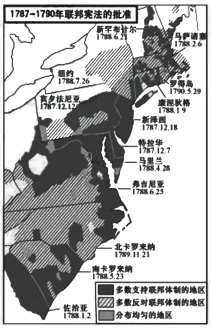 1787-1790年联邦宪法的批准
新罕布什尔
1788.6.21
马萨诸塞
1788.2.6
纽约
1788.7.26
罗得岛
1790.5.29
宾夕法尼亚
1787.12.12
康涅狄格
1788.1.9
新泽西
1787.12.18
特拉华
1787.12.7
马里兰
1788.4.28
弗吉尼亚
1788.6.25
北卡罗来纳
1789.11.21
南卡罗来纳
1788.5.23
佐治亚
1788.1.2
多数支持联邦体制的地区
多数反对联邦体制的地区
分布均匀的地区